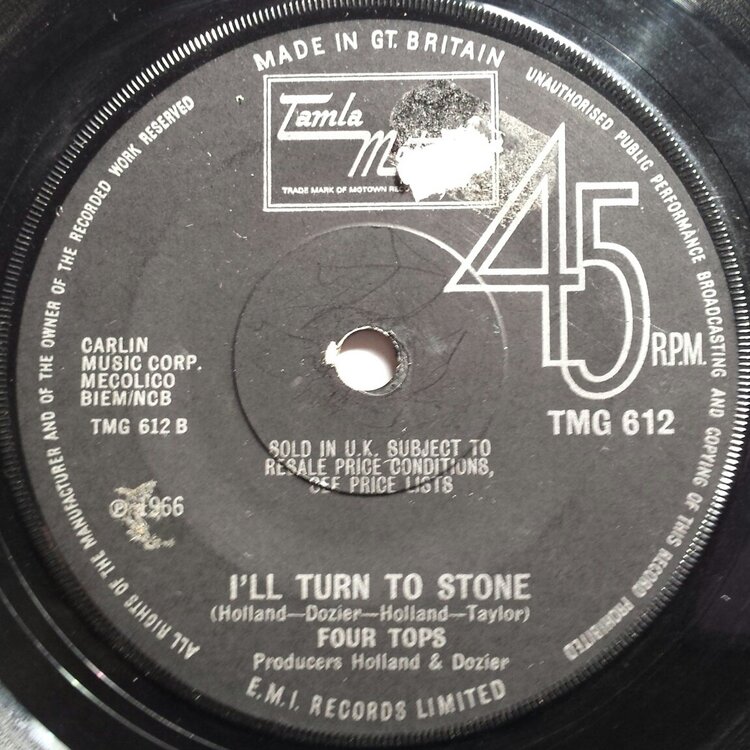 MADE IN GT. BRITAIN
UNAUTHORISED PUBLIC PERFORMANCE BROADCASTING AND COPYING OF THIS RECORD PROHIBITED
ALL RIGHTS OF THE MANUFACTURER AND OF THE OWNER OF THE RECORDED WORK RESERVED
Tamla
TRADE MARK OF MOTOWN
45
R.P.M.
CARLIN
MUSIC CORP.
MECOLICO
BIEM/NCB
TMG 612 B
TMG 612
SOLD IN U.K. SUBJECT TO
RESALE PRICE CONDITIONS,
SEE PRICE LISTS
℗ 1966
I'LL TURN TO STONE
(Holland—Dozier—Holland—Taylor)
FOUR TOPS
Producers Holland & Dozier
E.M.I. RECORDS LIMITED